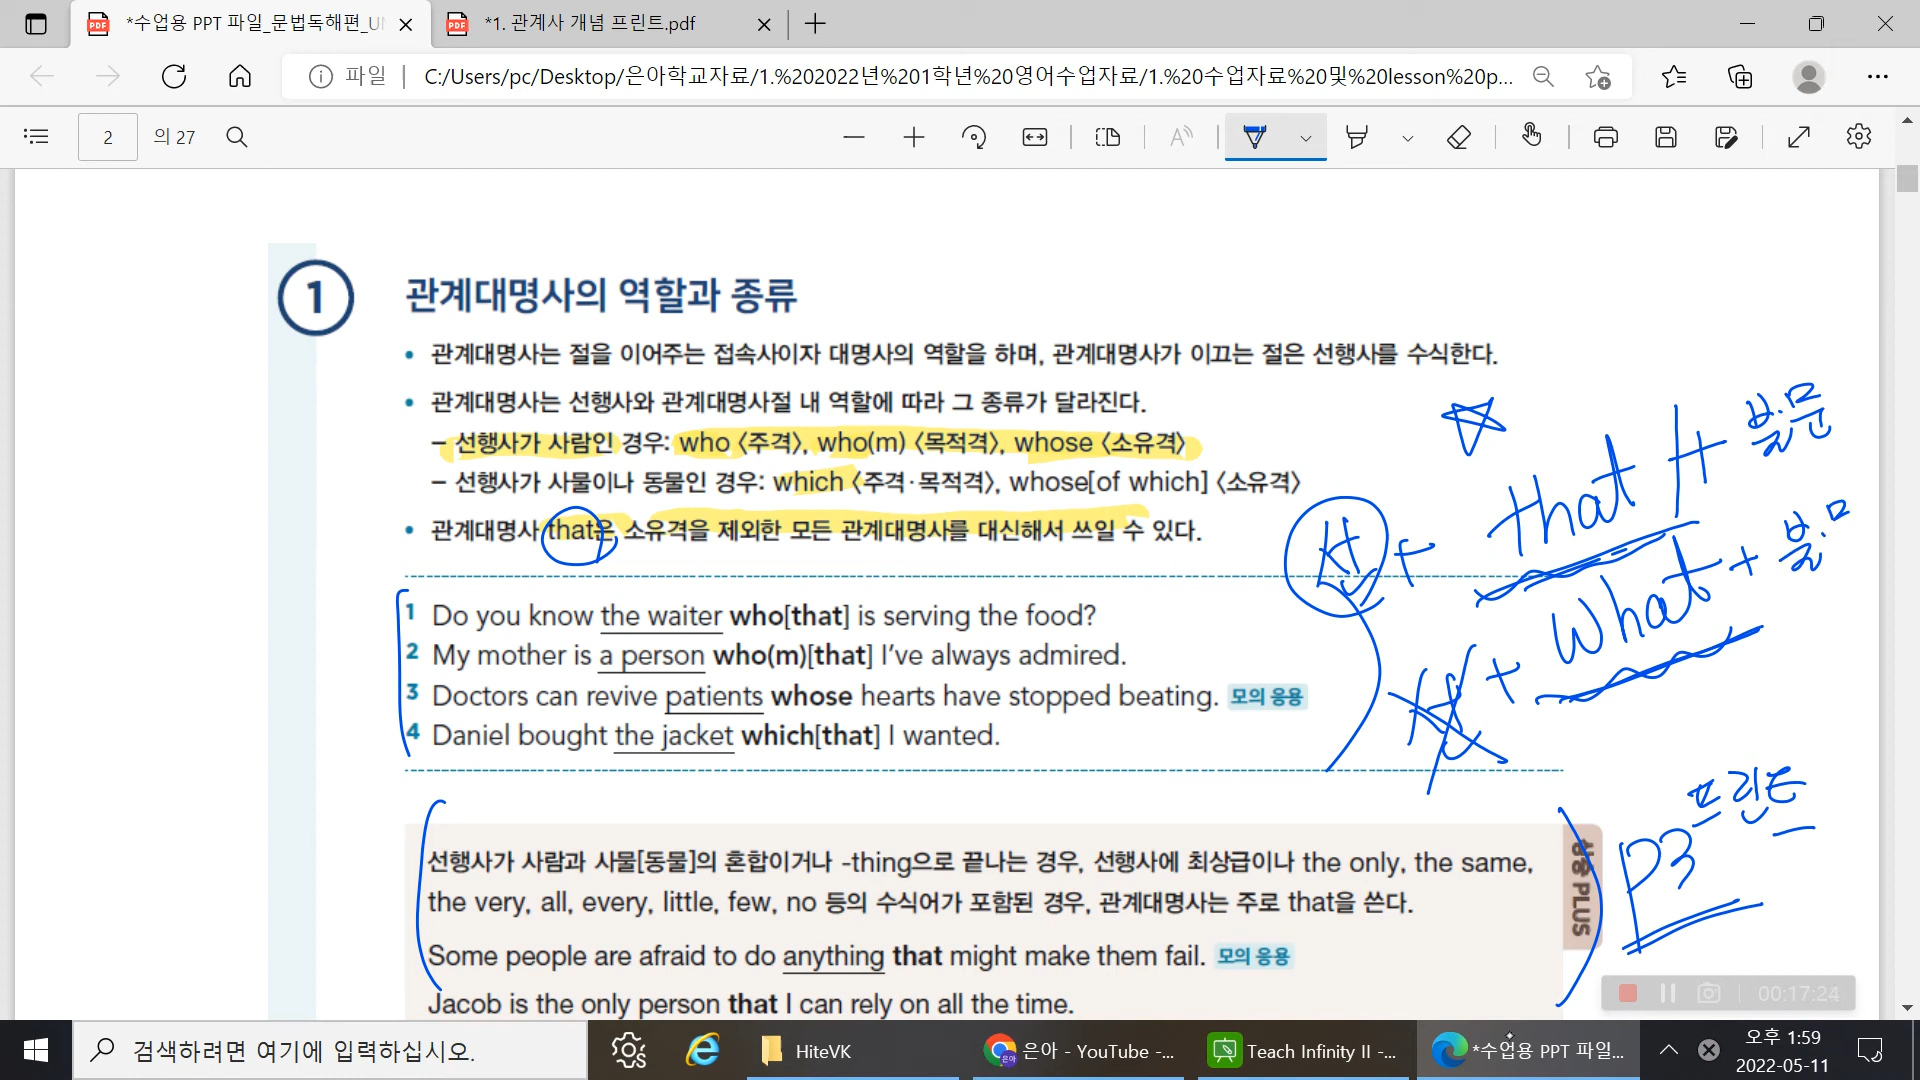 *수업용 PPT 파일_문법독해편_U
*1. 관계사 개념 프린트.pdf
파일
C:/Users/pc/Desktop/은아학교자료/1.%202022년%201학년%20영어수업자료/1.%20수업자료%20및%20lesson%20p...
2 의 27
1 관계대명사의 역할과 종류
• 관계대명사는 절을 이어주는 접속사이자 대명사의 역할을 하며, 관계대명사가 이끄는 절은 선행사를 수식한다.
• 관계대명사는 선행사와 관계대명사절 내 역할에 따라 그 종류가 달라진다.
– 선행사가 사람인 경우: who 〈주격〉, who(m) 〈목적격〉, whose 〈소유격〉
– 선행사가 사물이나 동물인 경우: which 〈주격·목적격〉, whose[of which] 〈소유격〉
• 관계대명사 that은 소유격을 제외한 모든 관계대명사를 대신해서 쓰일 수 있다.
that + 불.문
What + 불.문
1 Do you know the waiter who[that] is serving the food?
2 My mother is a person who(m)[that] I've always admired.
3 Doctors can revive patients whose hearts have stopped beating. 모의 응용
4 Daniel bought the jacket which[that] I wanted.
프린트
P3
선행사가 사람과 사물[동물]의 혼합이거나 -thing으로 끝나는 경우, 선행사에 최상급이나 the only, the same,
the very, all, every, little, few, no 등의 수식어가 포함된 경우, 관계대명사는 주로 that을 쓴다.
PLUS
Some people are afraid to do anything that might make them fail. 모의 응용
Jacob is the only person that I can rely on all the time.
00:17:24
검색하려면 여기에 입력하십시오.
HiteVK
은아
은아 - YouTube -...
Teach Infinity II -...
*수업용 PPT 파일...
오후 1:59
2022-05-11